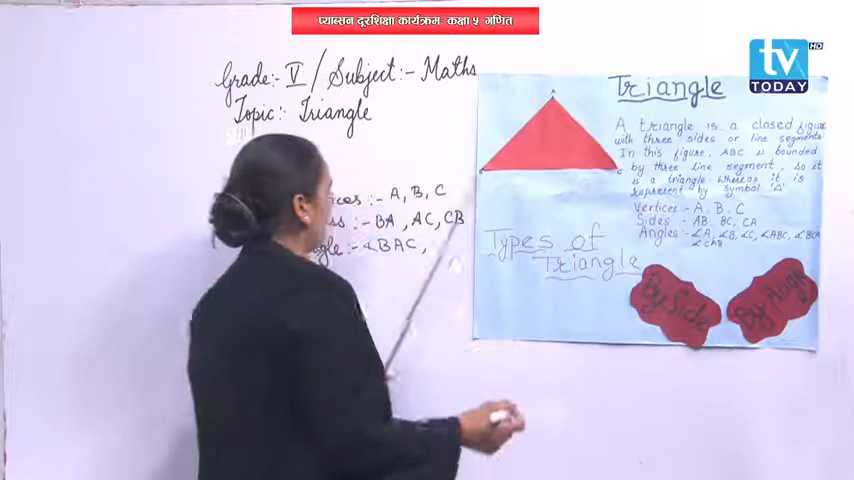 प्याब्सन दूरशिक्षा कार्यक्रमः कक्षा ५ गणित
tv HD
TODAY
Grade:- V / Subject:- Maths
Topic:- Triangle
:- A, B, C
:- BA, AC, CB
:- ∠BAC,
Triangle
A triangle is a closed figure
with three sides or line segments
In this figure, ABC is bounded
by three line segment, so it
is a triangle whereas it is
represent by symbol 'Δ'
Vertices:- A, B, C
Sides - AB, BC, CA
Angles:- ∠A, ∠B, ∠C, ∠ABC, ∠BCA
∠CAB
A
Types of
Triangle
By Side
By Angle